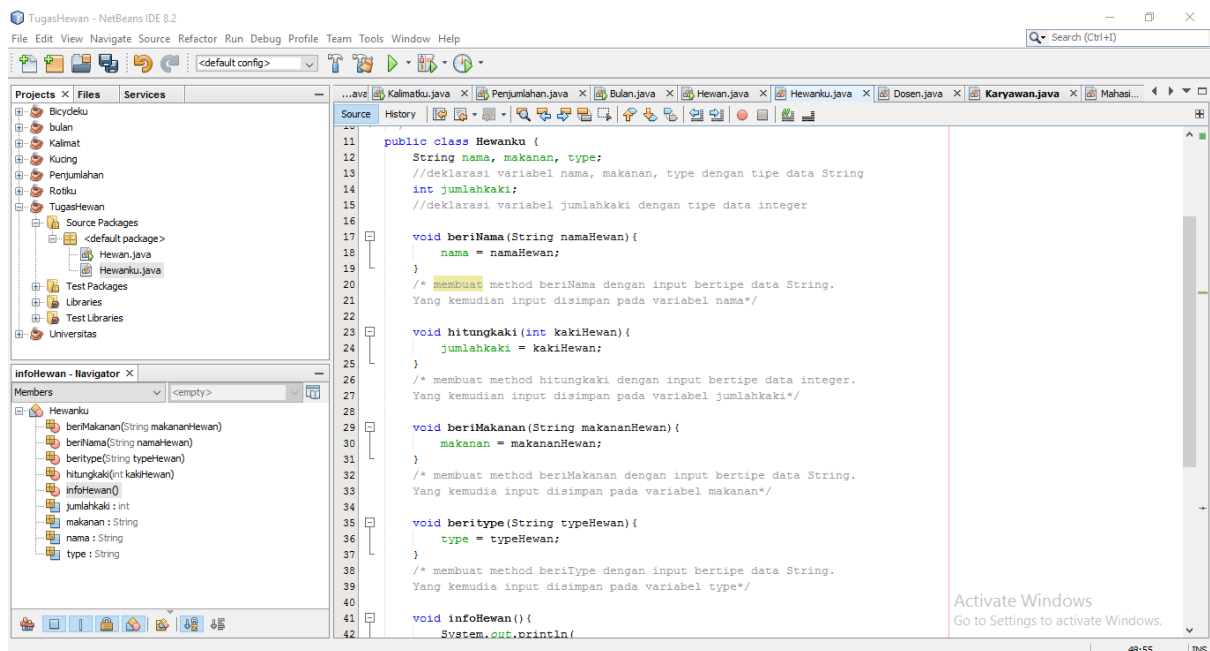 TugasHewan - NetBeans IDE 8.2
File Edit View Navigate Source Refactor Run Debug Profile Team Tools Window Help
Search (Ctrl+I)
<default config>
Projects Files Services
Bicycleku
bulan
Kalimat
Kucing
Penjumlahan
Rotiku
TugasHewan
Source Packages
<default package>
Hewan.java
Hewanku.java
Test Packages
Libraries
Test Libraries
Universitas
infoHewan - Navigator
Members <empty>
Hewanku
beriMakanan(String makananHewan)
beriNama(String namaHewan)
beritype(String typeHewan)
hitungkaki(int kakiHewan)
infoHewan()
jumlahkaki : int
makanan : String
nama : String
type : String
...ava Kalimatku.java Penjumlahan.java Bulan.java Hewan.java Hewanku.java Dosen.java Karyawan.java Mahasi...
Source History
11 public class Hewanku {
12 String nama, makanan, type;
13 //deklarasi variabel nama, makanan, type dengan tipe data String
14 int jumlahkaki;
15 //deklarasi variabel jumlahkaki dengan tipe data integer
16
17 void beriNama(String namaHewan){
18 nama = namaHewan;
19 }
20 /* membuat method beriNama dengan input bertipe data String.
21 Yang kemudian input disimpan pada variabel nama*/
22
23 void hitungkaki(int kakiHewan){
24 jumlahkaki = kakiHewan;
25 }
26 /* membuat method hitungkaki dengan input bertipe data integer.
27 Yang kemudian input disimpan pada variabel jumlahkaki*/
28
29 void beriMakanan(String makananHewan){
30 makanan = makananHewan;
31 }
32 /* membuat method beriMakanan dengan input bertipe data String.
33 Yang kemudia input disimpan pada variabel makanan*/
34
35 void beritype(String typeHewan){
36 type = typeHewan;
37 }
38 /* membuat method beriType dengan input bertipe data String.
39 Yang kemudia input disimpan pada variabel type*/
40
41 void infoHewan(){
42 System.out.println(
Activate Windows
Go to Settings to activate Windows.
48:55 INS